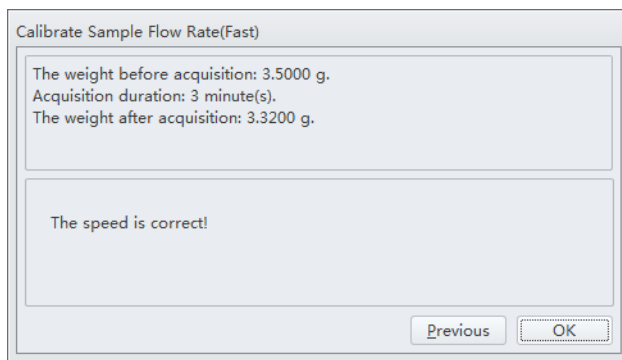 Calibrate Sample Flow Rate(Fast)
The weight before acquisition: 3.5000 g.
Acquisition duration: 3 minute(s).
The weight after acquisition: 3.3200 g.
The speed is correct!
Previous OK